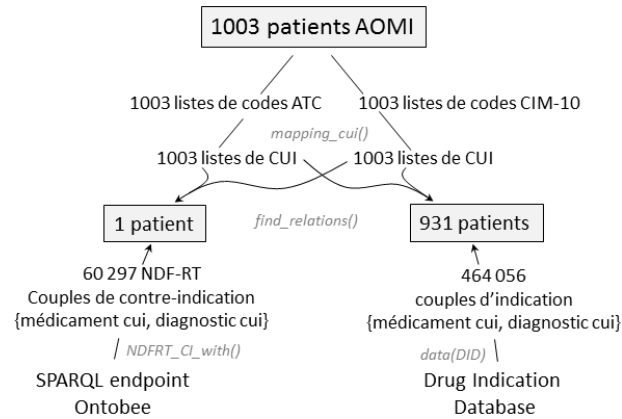 1003 patients AOMI
1003 listes de codes ATC
1003 listes de codes CIM-10
mapping_cui()
1003 listes de CUI
1003 listes de CUI
1 patient
find_relations()
931 patients
60 297 NDF-RT
Couples de contre-indication
{médicament cui, diagnostic cui}
464 056
couples d'indication
{médicament cui, diagnostic cui}
NDFRT_CI_with()
data(DID)
SPARQL endpoint
Ontobee
Drug Indication
Database